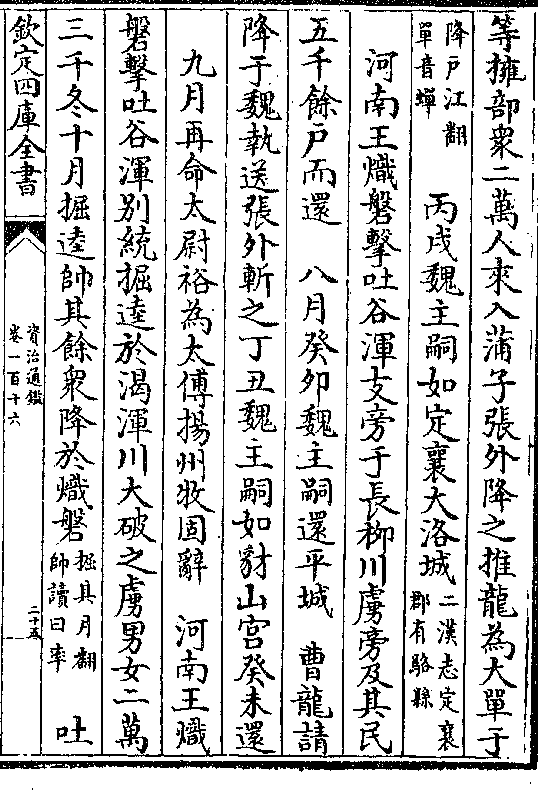 等擁部衆二萬人來入蒲子張外降之推龍為大單于
降戸江翻
單音蟬
丙戌魏主嗣如定襄大洛城
二漢志定襄
郡有駱縣
河南王熾磐擊吐谷渾支旁于長柳川虜旁及其民
五千餘戸而還　八月癸夘魏主嗣還平城　曹龍請
降于魏執送張外斬之丁丑魏主嗣如豺山宮癸未還
九月再命太尉裕為太傅揚州牧固辭　河南王熾
磐擊吐谷渾別統掘逵於渇渾川大破之虜男女二萬
三千冬十月掘逵帥其餘衆降於熾磐
掘其月翻
帥讀曰率
吐
欽定四庫全書
資治通鑑
卷一百十六
二十五